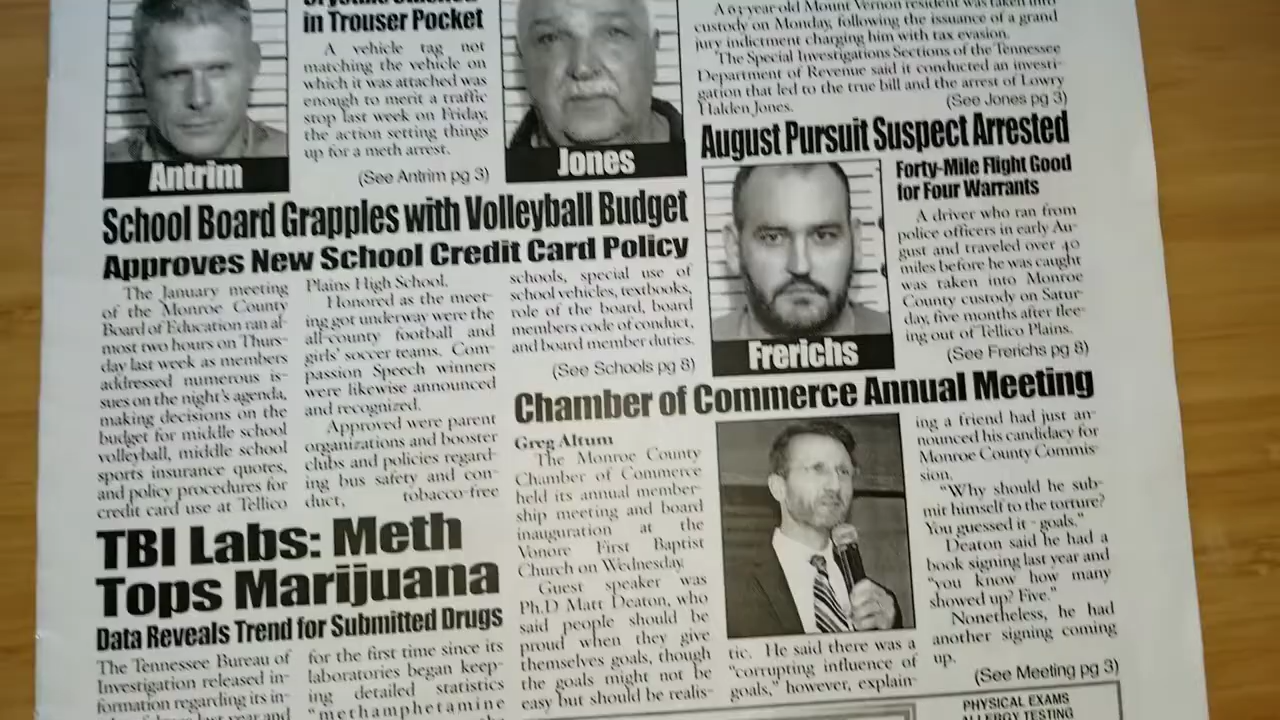 in Trouser Pocket
A vehicle tag not
matching the vehicle on
which it was attached was
enough to merit a traffic
stop last week on Friday,
the action setting things
up for a meth arrest.
(See Antrim pg 3)
Antrim
Jones
A 63-year-old Mount Vernon resident was taken into
custody on Monday, following the issuance of a grand
jury indictment charging him with tax evasion.
The Special Investigations Sections of the Tennessee
Department of Revenue said it conducted an investi-
gation that led to the true bill and the arrest of Lowry
Halden Jones.
(See Jones pg 3)
School Board Grapples with Volleyball Budget
Approves New School Credit Card Policy
The January meeting
of the Monroe County
Board of Education ran al-
most two hours on Thurs-
day last week as members
addressed numerous is-
sues on the night's agenda,
making decisions on the
budget for middle school
volleyball, middle school
sports insurance quotes,
and policy procedures for
credit card use at Tellico
Plains High School.
Honored as the meet-
ing got underway were the
all-county football and
girls' soccer teams. Com-
passion Speech winners
were likewise announced
and recognized.
Approved were parent
organizations and booster
clubs and policies regard-
ing bus safety and con-
duct, tobacco-free
schools, special use of
school vehicles, textbooks,
role of the board, board
members code of conduct,
and board member duties.
(See Schools pg 8)
August Pursuit Suspect Arrested
Frerichs
Forty-Mile Flight Good
for Four Warrants
A driver who ran from
police officers in early Au-
gust and traveled over 40
miles before he was caught
was taken into Monroe
County custody on Satur-
day, five months after flee-
ing out of Tellico Plains.
(See Frerichs pg 8)
TBI Labs: Meth
Tops Marijuana
Data Reveals Trend for Submitted Drugs
The Tennessee Bureau of
Investigation released in-
formation regarding its in-
for the first time since its
laboratories began keep-
ing detailed statistics
"methamphetamine
Chamber of Commerce Annual Meeting
Greg Altum
The Monroe County
Chamber of Commerce
held its annual member-
ship meeting and board
inauguration at the
Vonore First Baptist
Church on Wednesday.
Guest speaker was
Ph.D Matt Deaton, who
said people should be
proud when they give
themselves goals, though
the goals might not be
easy but should be realis-
tic. He said there was a
"corrupting influence of
goals," however, explain-
ing a friend had just an-
nounced his candidacy for
Monroe County Commis-
sion.
"Why should he sub-
mit himself to the torture?
You guessed it - goals."
Deaton said he had a
book signing last year and
"you know how many
showed up? Five."
Nonetheless, he had
another signing coming
up.
(See Meeting pg 3)
PHYSICAL EXAMS
ALLERGY TESTING